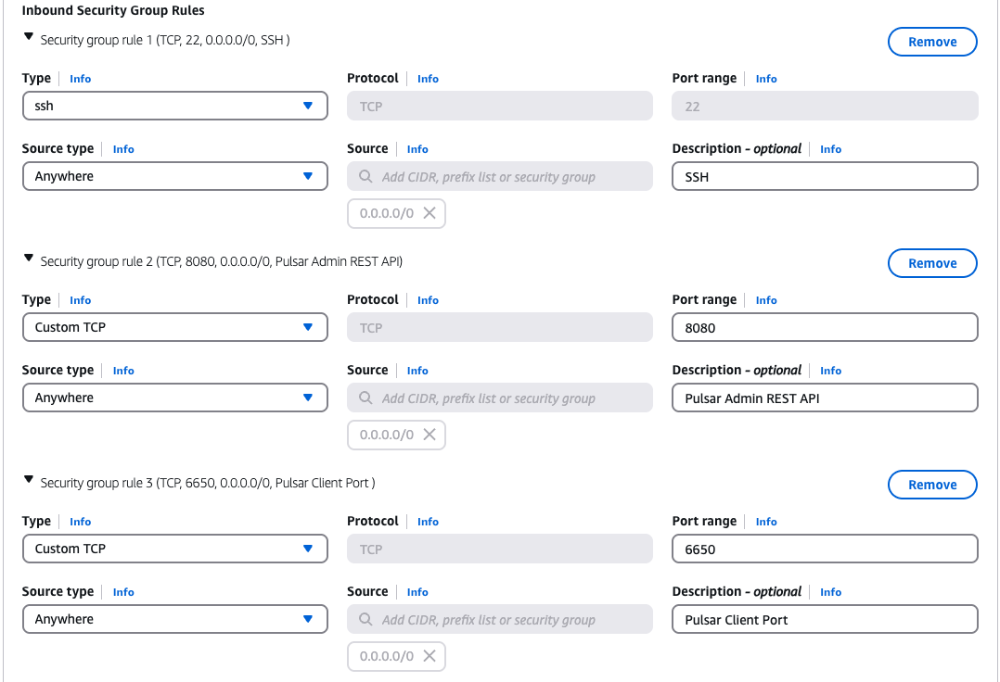 Inbound Security Group Rules
Security group rule 1 (TCP, 22, 0.0.0.0/0, SSH )
Remove
Type Info Protocol Info Port range Info
ssh TCP 22
Source type Info Source Info Description - optional Info
Anywhere Add CIDR, prefix list or security group SSH
0.0.0.0/0
Security group rule 2 (TCP, 8080, 0.0.0.0/0, Pulsar Admin REST API)
Remove
Type Info Protocol Info Port range Info
Custom TCP TCP 8080
Source type Info Source Info Description - optional Info
Anywhere Add CIDR, prefix list or security group Pulsar Admin REST API
0.0.0.0/0
Security group rule 3 (TCP, 6650, 0.0.0.0/0, Pulsar Client Port )
Remove
Type Info Protocol Info Port range Info
Custom TCP TCP 6650
Source type Info Source Info Description - optional Info
Anywhere Add CIDR, prefix list or security group Pulsar Client Port
0.0.0.0/0